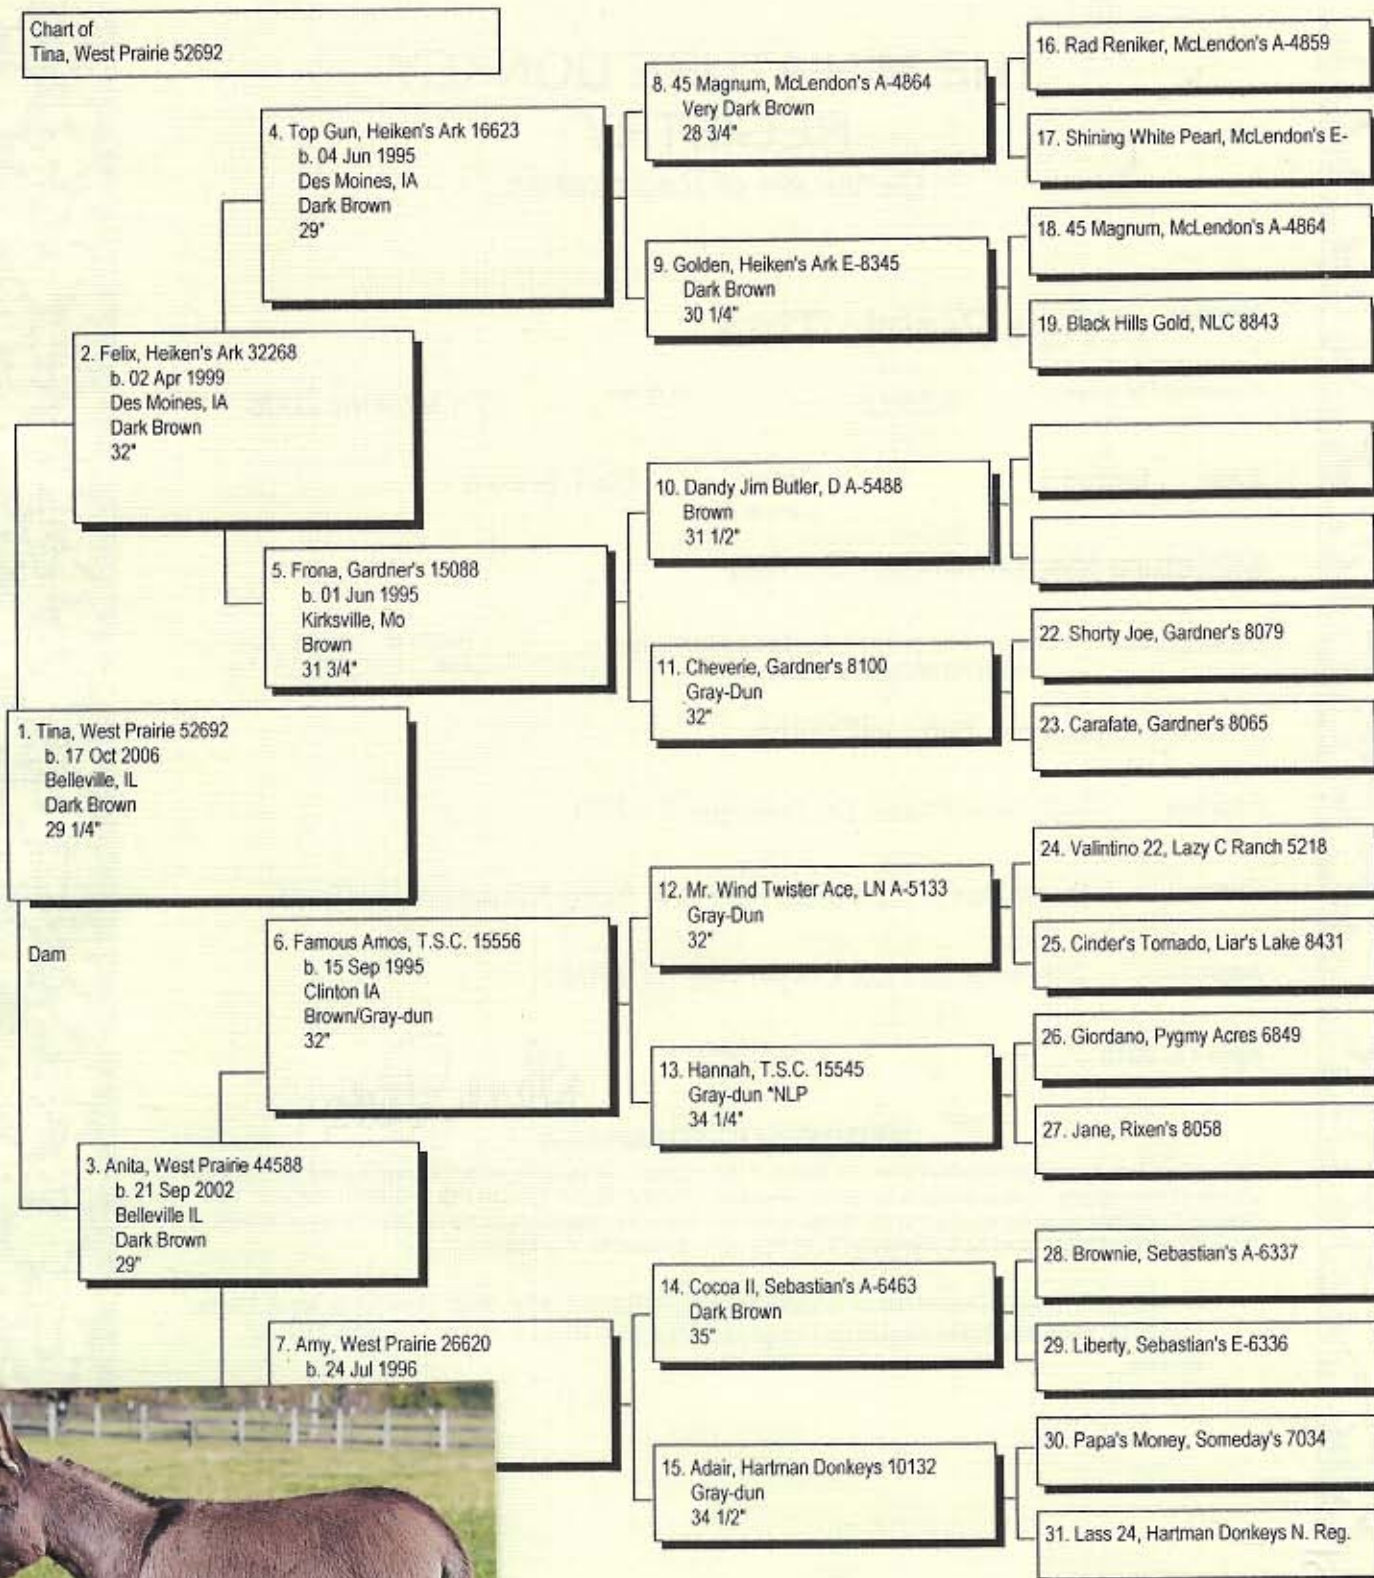 Chart of
Tina, West Prairie 52692
1. Tina, West Prairie 52692
b. 17 Oct 2006
Belleville, IL
Dark Brown
29 1/4"
Dam
2. Felix, Heiken's Ark 32268
b. 02 Apr 1999
Des Moines, IA
Dark Brown
32"
3. Anita, West Prairie 44588
b. 21 Sep 2002
Belleville IL
Dark Brown
29"
4. Top Gun, Heiken's Ark 16623
b. 04 Jun 1995
Des Moines, IA
Dark Brown
29"
5. Frona, Gardner's 15088
b. 01 Jun 1995
Kirksville, Mo
Brown
31 3/4"
6. Famous Amos, T.S.C. 15556
b. 15 Sep 1995
Clinton IA
Brown/Gray-dun
32"
7. Amy, West Prairie 26620
b. 24 Jul 1996
8. 45 Magnum, McLendon's A-4864
Very Dark Brown
28 3/4"
9. Golden, Heiken's Ark E-8345
Dark Brown
30 1/4"
10. Dandy Jim Butler, D A-5488
Brown
31 1/2"
11. Cheverie, Gardner's 8100
Gray-Dun
32"
12. Mr. Wind Twister Ace, LN A-5133
Gray-Dun
32"
13. Hannah, T.S.C. 15545
Gray-dun *NLP
34 1/4"
14. Cocoa II, Sebastian's A-6463
Dark Brown
35"
15. Adair, Hartman Donkeys 10132
Gray-dun
34 1/2"
16. Rad Reniker, McLendon's A-4859
17. Shining White Pearl, McLendon's E-
18. 45 Magnum, McLendon's A-4864
19. Black Hills Gold, NLC 8843
22. Shorty Joe, Gardner's 8079
23. Carafate, Gardner's 8065
24. Valintino 22, Lazy C Ranch 5218
25. Cinder's Tornado, Liar's Lake 8431
26. Giordano, Pygmy Acres 6849
27. Jane, Rixen's 8058
28. Brownie, Sebastian's A-6337
29. Liberty, Sebastian's E-6336
30. Papa's Money, Someday's 7034
31. Lass 24, Hartman Donkeys N. Reg.